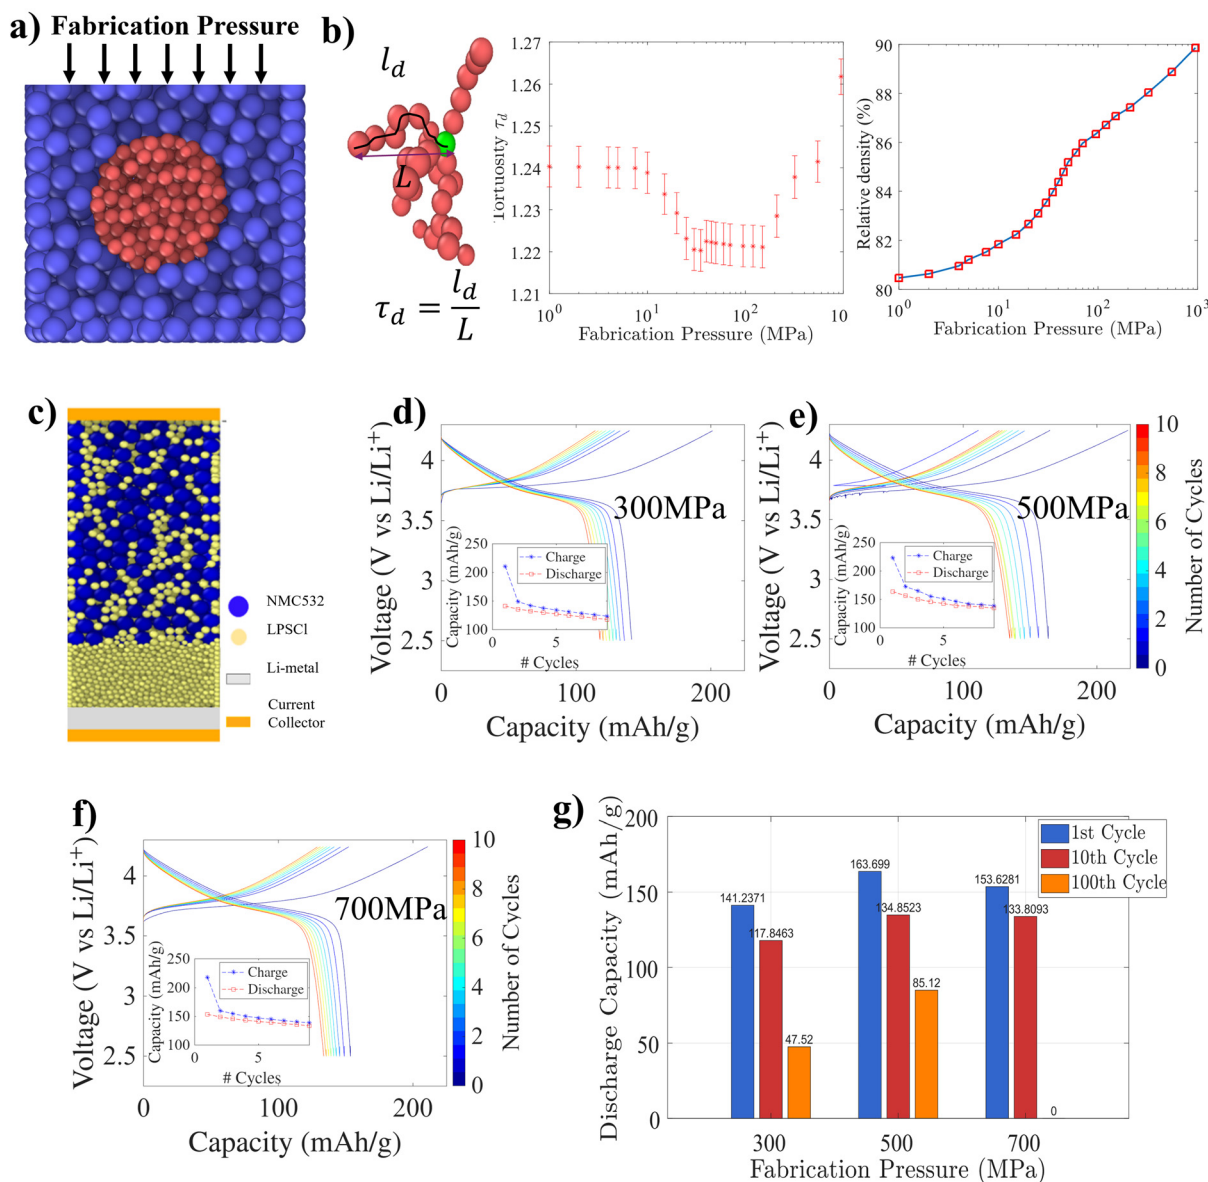 a) Fabrication Pressure
b)
l_d
L
τ_d = l_d / L
1.27
1.26
1.25
1.24
1.23
1.22
1.21
Tortuosity τ_d
10^0
10^1
10^2
10
Fabrication Pressure (MPa)
90
88
86
84
82
80
Relative density (%)
10^0
10^1
10^2
10^3
Fabrication Pressure (MPa)
c)
NMC532
LPSCl
Li-metal
Current
Collector
d)
Voltage (V vs Li/Li+)
4
3.5
3
2.5
300MPa
Capacity (mAh/g)
250
200
150
100
Charge
Discharge
5
# Cycles
0
100
200
Capacity (mAh/g)
e)
Voltage (V vs Li/Li+)
4
3.5
3
2.5
500MPa
Capacity (mAh/g)
250
200
150
100
Charge
Discharge
5
# Cycles
0
100
200
Capacity (mAh/g)
10
8
6
4
2
0
Number of Cycles
f)
Voltage (V vs Li/Li+)
4
3.5
3
2.5
700MPa
Capacity (mAh/g)
250
200
150
100
Charge
Discharge
5
# Cycles
0
100
200
Capacity (mAh/g)
10
8
6
4
2
0
Number of Cycles
g)
Discharge Capacity (mAh/g)
200
150
100
50
0
1st Cycle
10th Cycle
100th Cycle
141.2371
117.8463
47.52
163.699
134.8523
85.12
153.6281
133.8093
0
300
500
700
Fabrication Pressure (MPa)